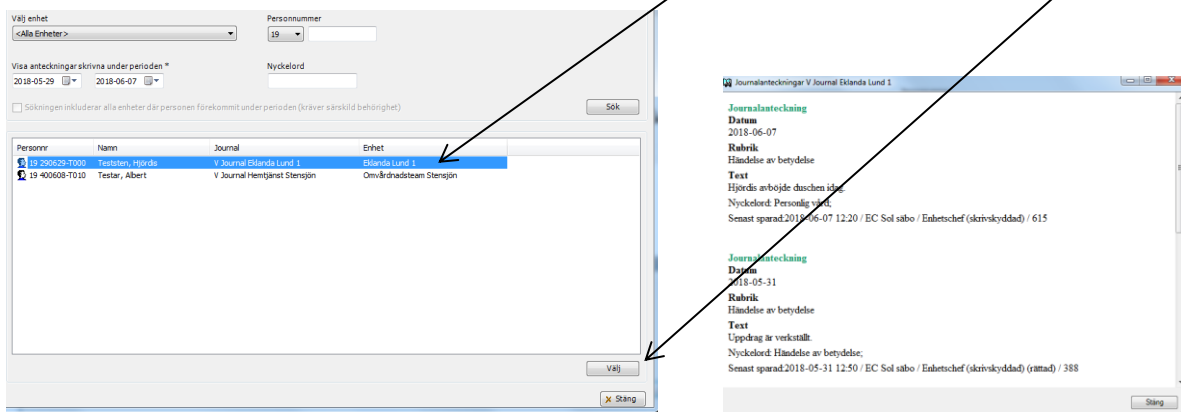 Välj enhet
Personnummer
<Alla Enheter>
19
Visa anteckningar skrivna under perioden *
Nyckelord
2018-05-29
2018-06-07
Sökningen inkluderar alla enheter där personen förekommit under perioden (kräver särskild behörighet)
Sök
Personnr Namn Journal Enhet
19 290629-T000 Teststen, Hjördis V Journal Eklanda Lund 1 Eklanda Lund 1
19 400608-T010 Testar, Albert V Journal Hemtjänst Stensjön Omvårdnadsteam Stensjön
Välj
Stäng
Journalanteckningar V Journal Eklanda Lund 1
Journalanteckning
Datum
2018-06-07
Rubrik
Händelse av betydelse
Text
Hjördis avböjde duschen idag.
Nyckelord: Personlig vård;
Senast sparad:2018-06-07 12:20 / EC Sol säbo / Enhetschef (skrivskyddad) / 615
Journalanteckning
Datum
2018-05-31
Rubrik
Händelse av betydelse
Text
Uppdrag är verkställt.
Nyckelord: Händelse av betydelse;
Senast sparad:2018-05-31 12:50 / EC Sol säbo / Enhetschef (skrivskyddad) (rättad) / 388
Stäng